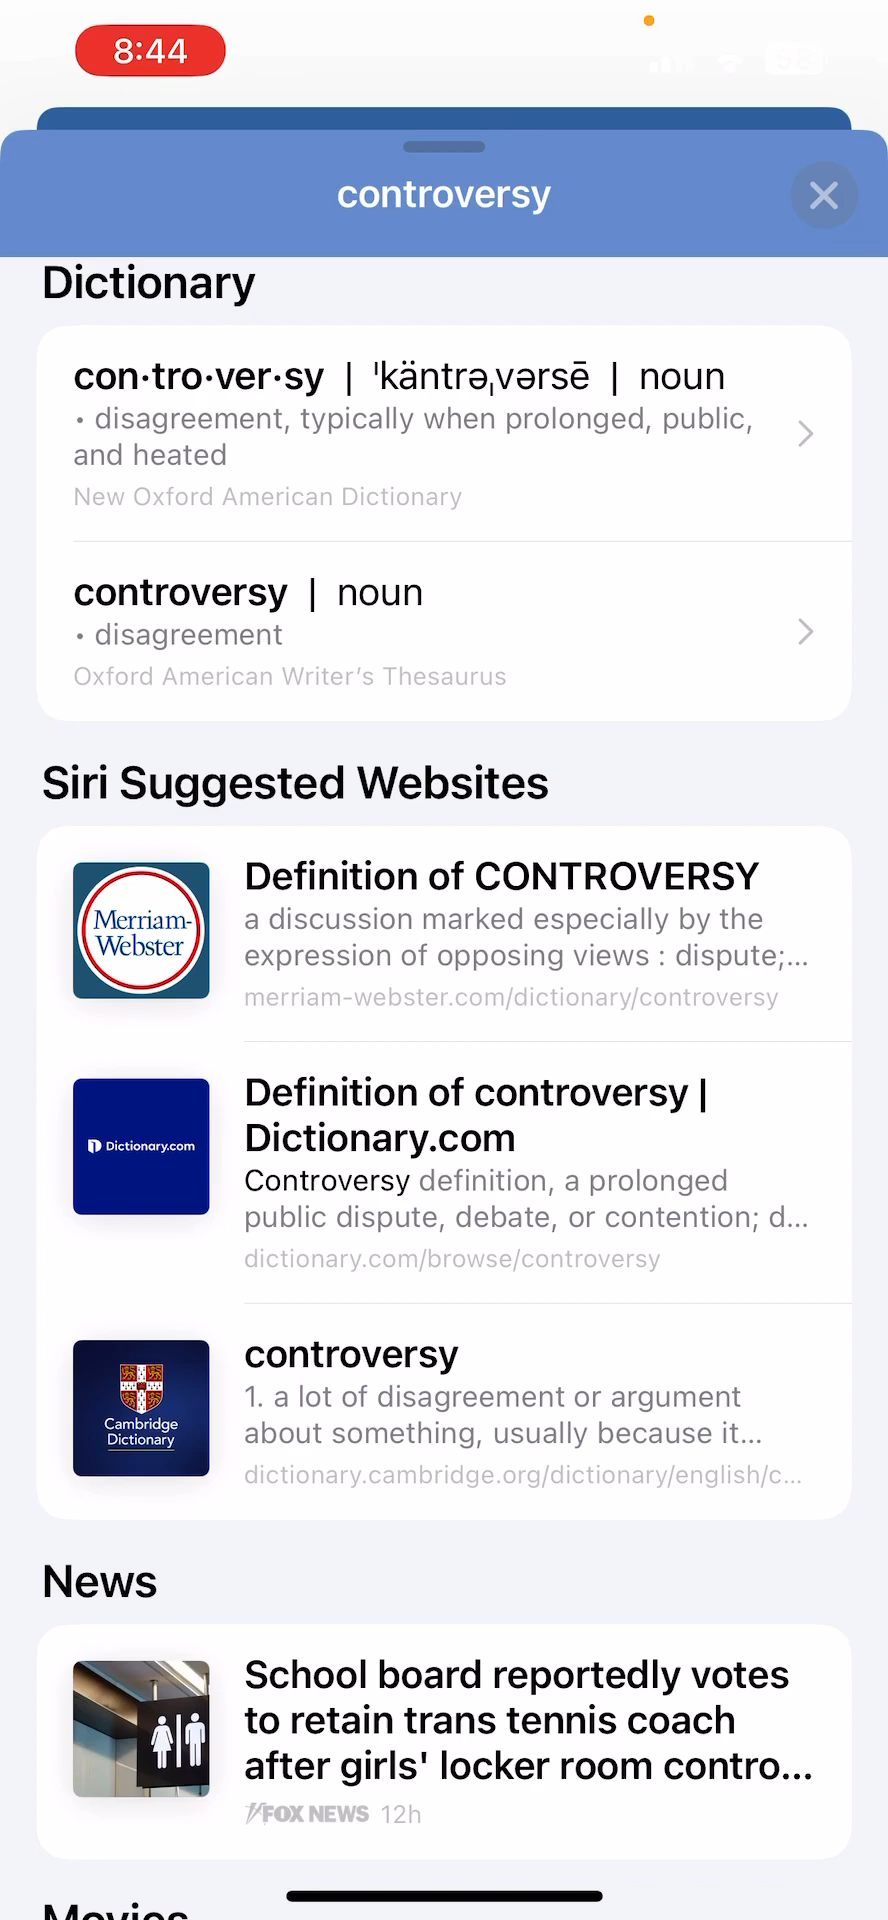 8:44
controversy
Dictionary
con·tro·ver·sy | ˈkäntrəˌvərsē | noun
• disagreement, typically when prolonged, public,
and heated
New Oxford American Dictionary
controversy | noun
• disagreement
Oxford American Writer’s Thesaurus
Siri Suggested Websites
Merriam-
Webster
Definition of CONTROVERSY
a discussion marked especially by the
expression of opposing views : dispute;...
merriam-webster.com/dictionary/controversy
Dictionary.com
Definition of controversy |
Dictionary.com
Controversy definition, a prolonged
public dispute, debate, or contention; d...
dictionary.com/browse/controversy
Cambridge
Dictionary
controversy
1. a lot of disagreement or argument
about something, usually because it...
dictionary.cambridge.org/dictionary/english/c...
News
School board reportedly votes
to retain trans tennis coach
after girls' locker room contro...
FOX NEWS 12h
Movies